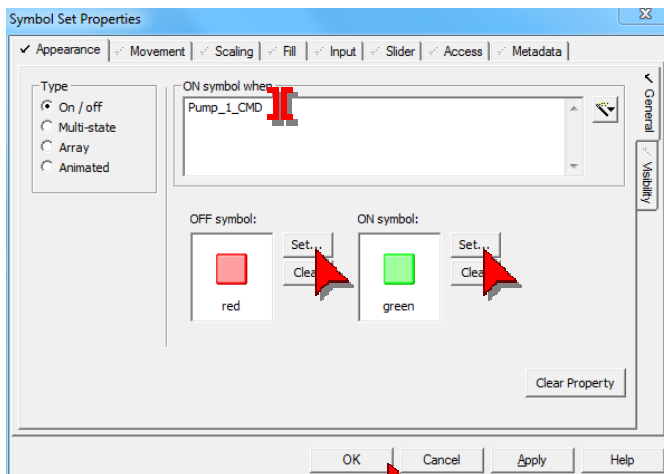 Symbol Set Properties
Appearance Movement Scaling Fill Input Slider Access Metadata
Type
On / off
Multi-state
Array
Animated
ON symbol when
Pump_1_CMD
General
Visibility
OFF symbol: ON symbol:
Set... Set...
Clear Clear
red green
Clear Property
OK Cancel Apply Help